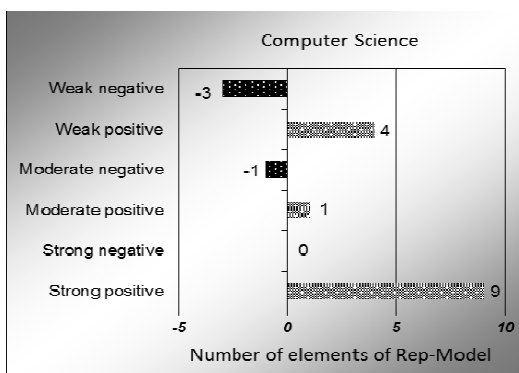 Computer Science
Weak negative -3
Weak positive 4
Moderate negative -1
Moderate positive 1
Strong negative 0
Strong positive 9
-5 0 5 10
Number of elements of Rep-Model